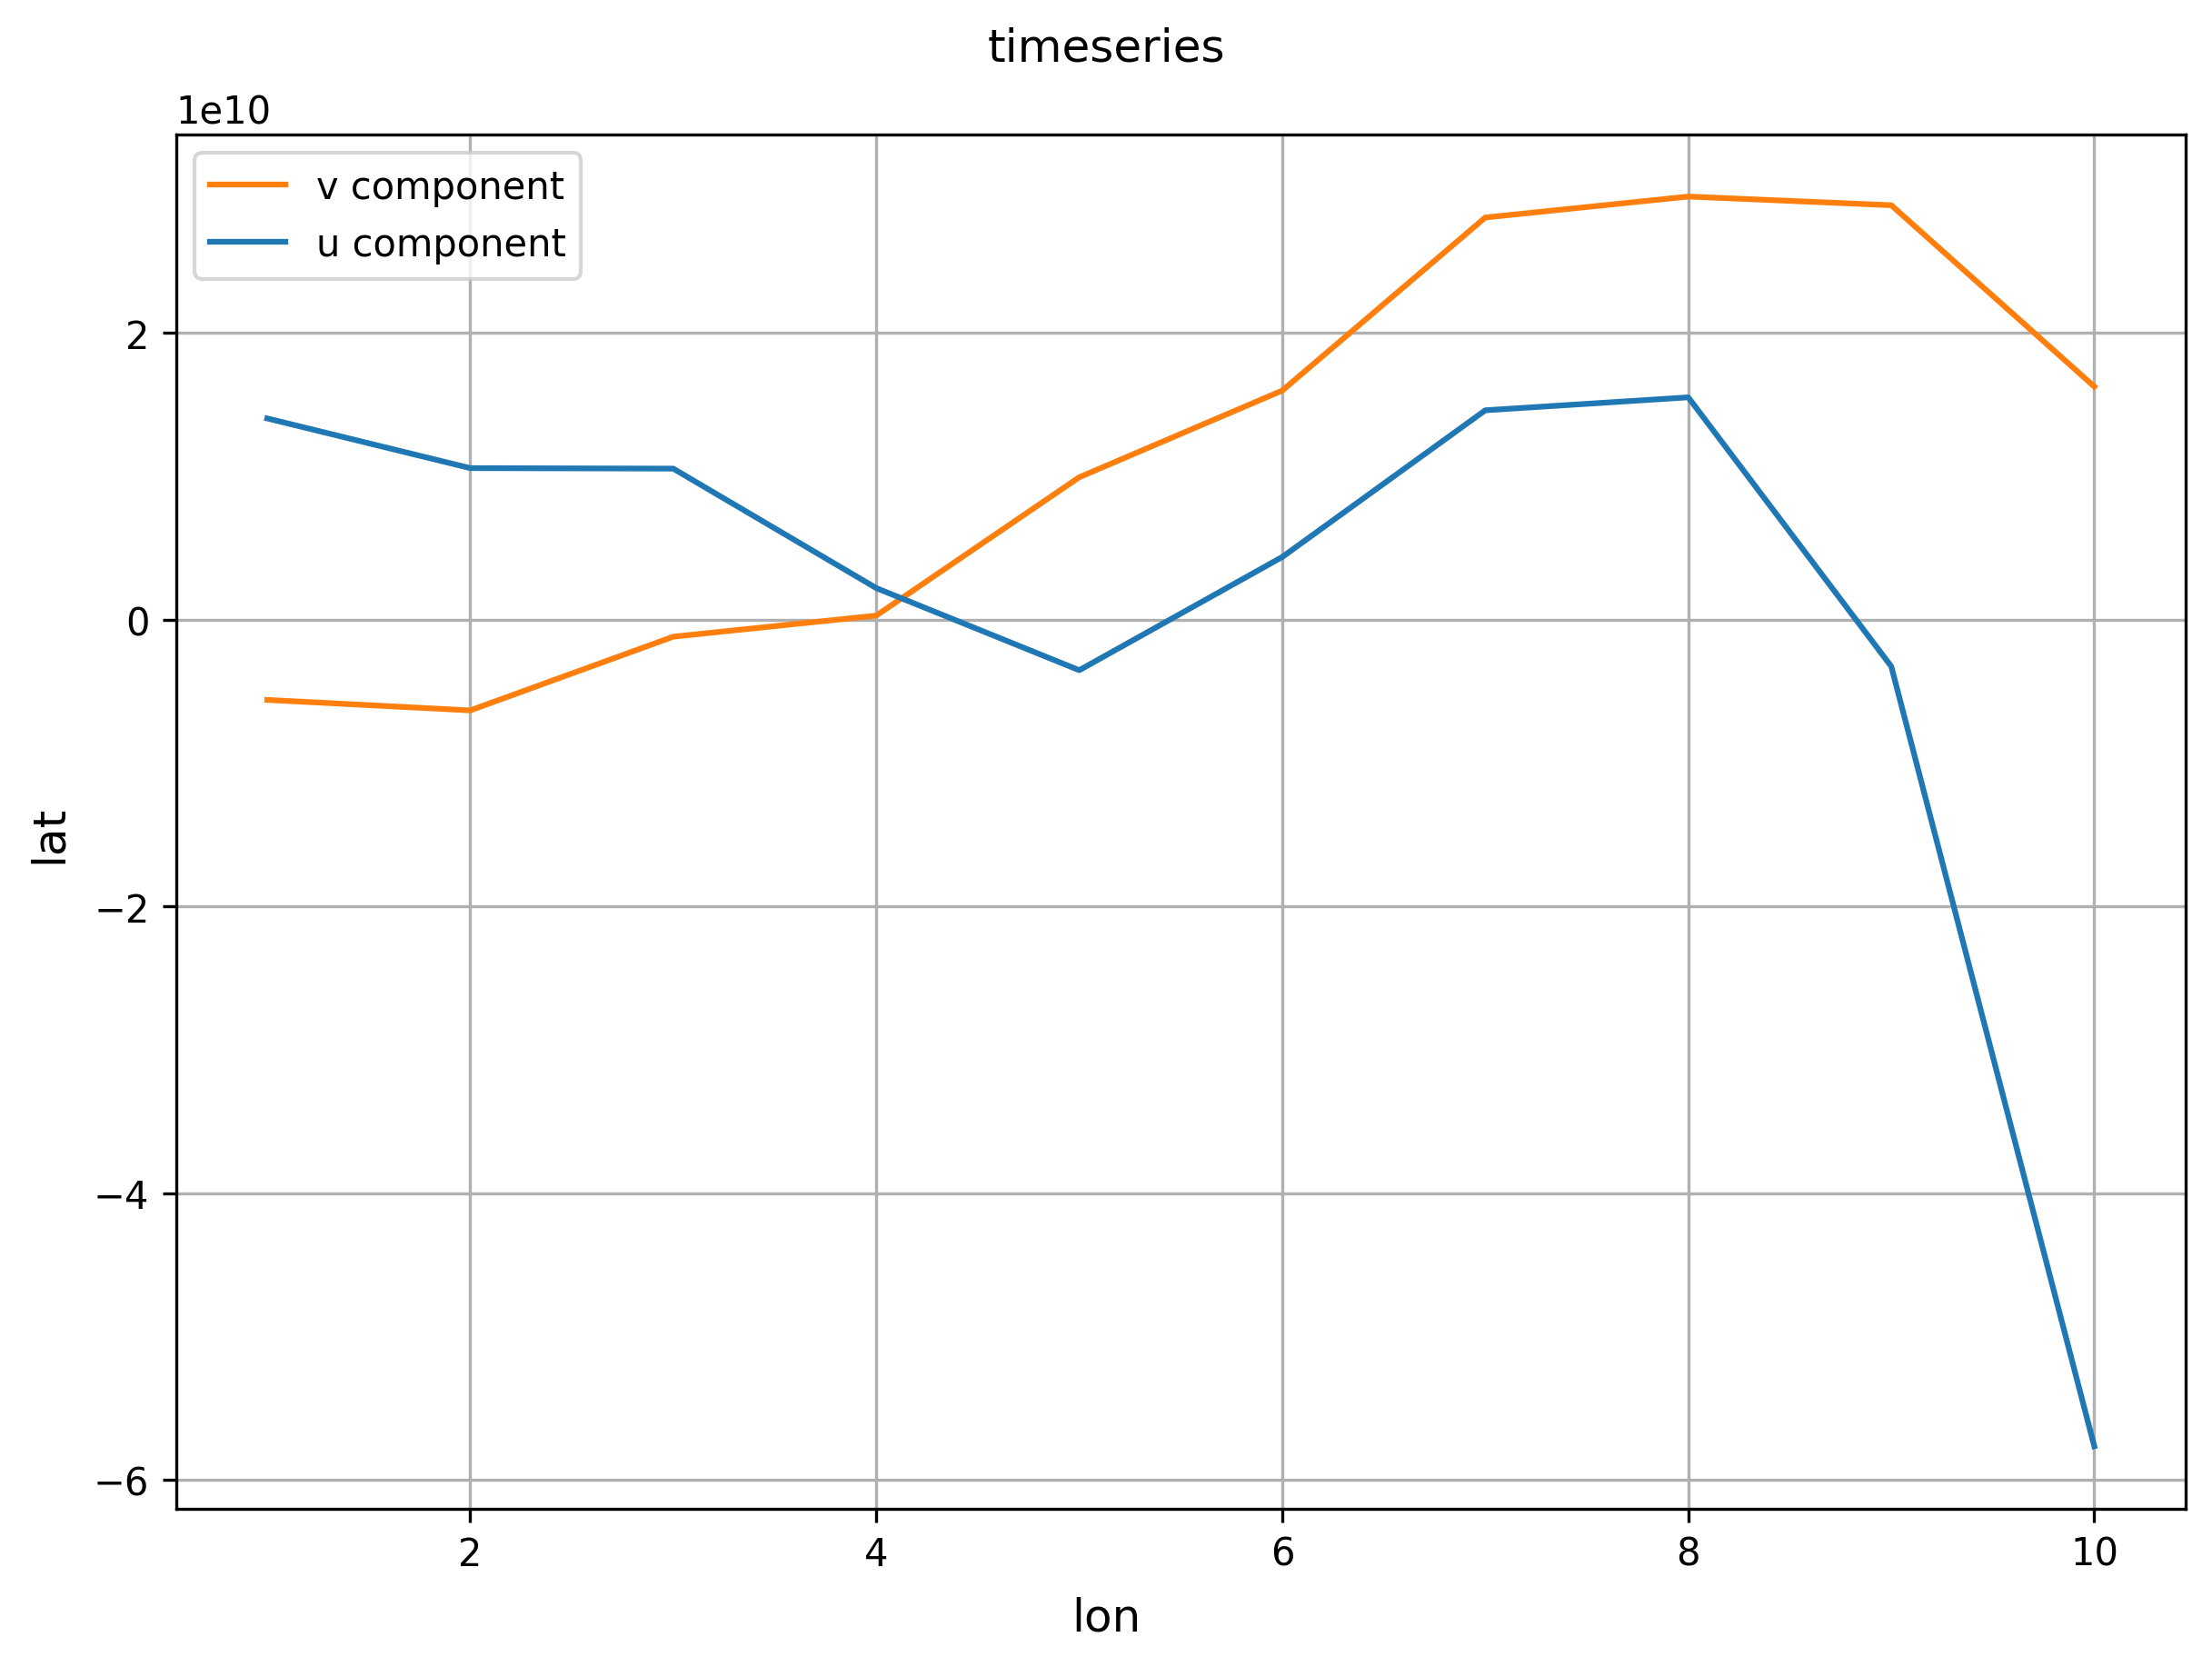 timeseries
1e10
v component
u component
2
0
−2
−4
−6
lat
2 4 6 8 10
lon